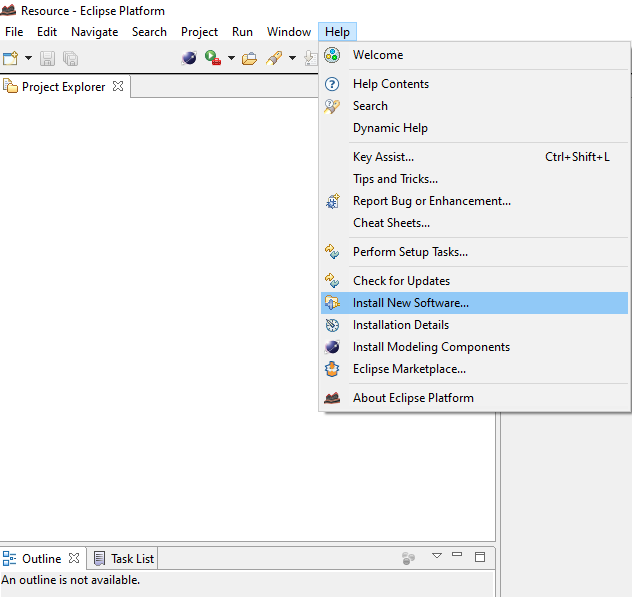 Resource - Eclipse Platform
File Edit Navigate Search Project Run Window Help
Project Explorer
Welcome
Help Contents
Search
Dynamic Help
Key Assist... Ctrl+Shift+L
Tips and Tricks...
Report Bug or Enhancement...
Cheat Sheets...
Perform Setup Tasks...
Check for Updates
Install New Software...
Installation Details
Install Modeling Components
Eclipse Marketplace...
About Eclipse Platform
Outline Task List
An outline is not available.